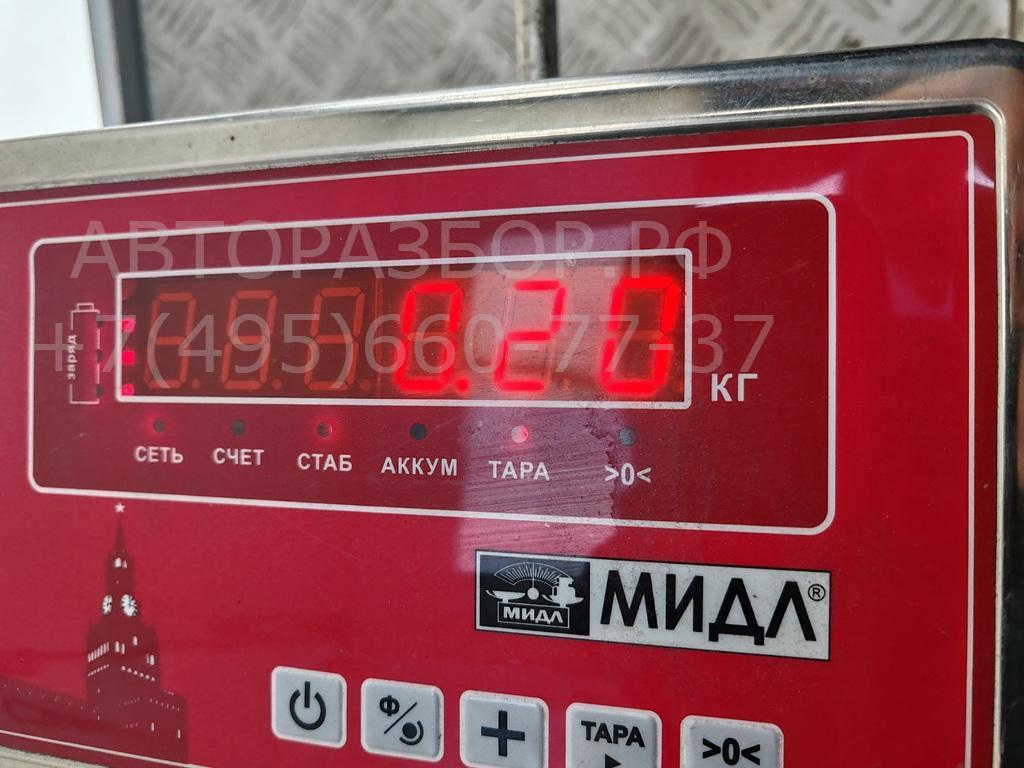 АВТОРАЗБОР.РФ
+7(495)660-77-37
заряд
0.20
КГ
СЕТЬ СЧЕТ СТАБ АККУМ ТАРА >0<
МИДЛ МИДЛ®
Ф
ТАРА >0<